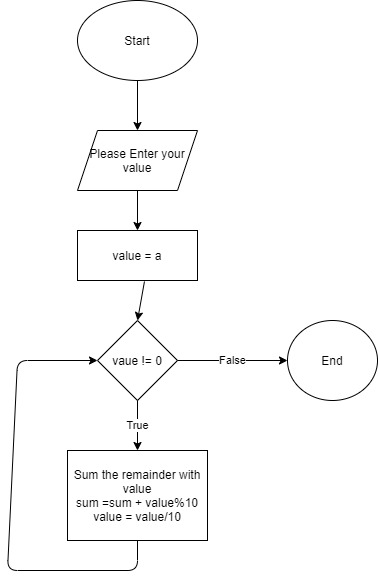 Start
Please Enter your
value
value = a
vaue != 0
False
End
True
Sum the remainder with
value
sum =sum + value%10
value = value/10